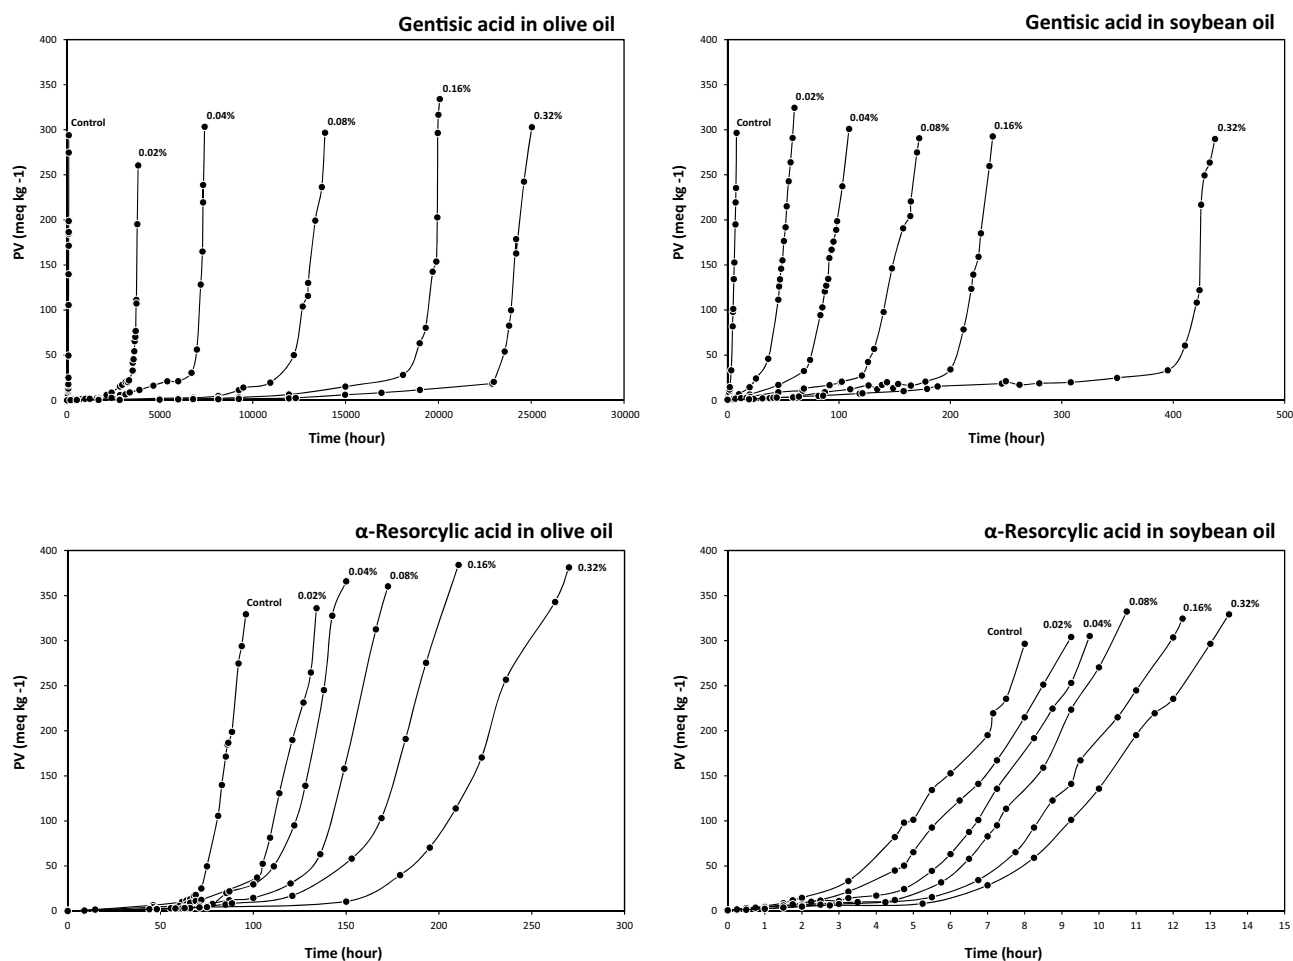 Gentisic acid in olive oil
400
350
300
250
200
150
100
50
0
PV (meq kg -1)
Control
0.02%
0.04%
0.08%
0.16%
0.32%
0 5000 10000 15000 20000 25000 30000
Time (hour)
Gentisic acid in soybean oil
400
350
300
250
200
150
100
50
0
PV (meq kg -1)
Control
0.02%
0.04%
0.08%
0.16%
0.32%
0 100 200 300 400 500
Time (hour)
α-Resorcylic acid in olive oil
400
350
300
250
200
150
100
50
0
PV (meq kg -1)
Control
0.02%
0.04%
0.08%
0.16%
0.32%
0 50 100 150 200 250 300
Time (hour)
α-Resorcylic acid in soybean oil
400
350
300
250
200
150
100
50
0
PV (meq kg -1)
Control
0.02%
0.04%
0.08%
0.16%
0.32%
0 1 2 3 4 5 6 7 8 9 10 11 12 13 14 15
Time (hour)